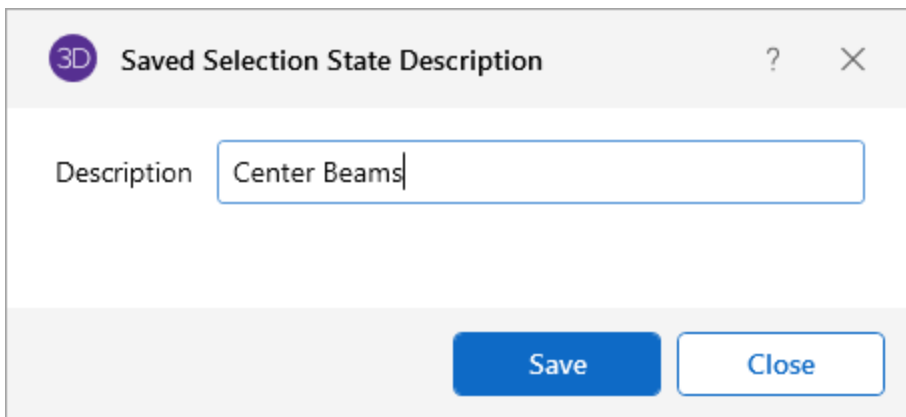 3D Saved Selection State Description ?
Description Center Beams
Save Close